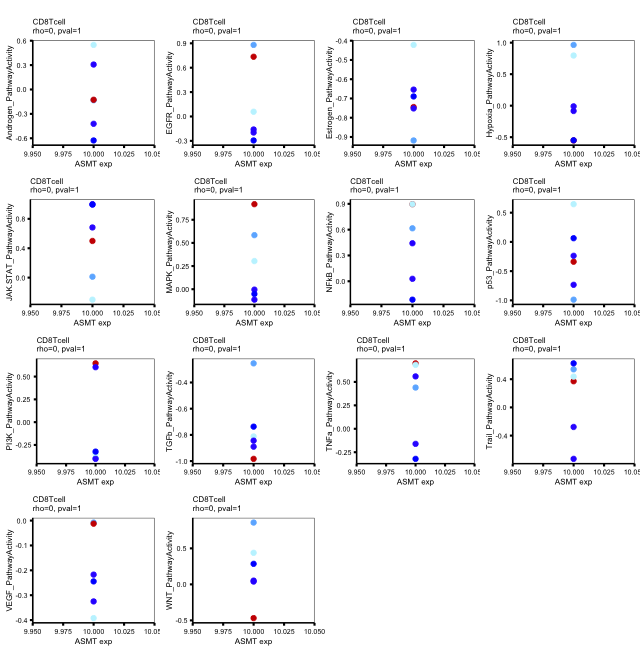 CD8Tcell
rho=0, pval=1
Androgen_PathwayActivity
0.6
0.3
0.0
-0.3
-0.6
9.950
9.975
10.000
10.025
10.05
ASMT exp
CD8Tcell
rho=0, pval=1
EGFR_PathwayActivity
0.9
0.6
0.3
0.0
-0.3
9.950
9.975
10.000
10.025
10.05
ASMT exp
CD8Tcell
rho=0, pval=1
Estrogen_PathwayActivity
-0.4
-0.5
-0.6
-0.7
-0.8
-0.9
9.950
9.975
10.000
10.025
10.05
ASMT exp
CD8Tcell
rho=0, pval=1
Hypoxia_PathwayActivity
1.0
0.5
0.0
-0.5
9.950
9.975
10.000
10.025
10.05
ASMT exp
CD8Tcell
rho=0, pval=1
JAK.STAT_PathwayActivity
0.8
0.4
0.0
9.950
9.975
10.000
10.025
10.05
ASMT exp
CD8Tcell
rho=0, pval=1
MAPK_PathwayActivity
0.75
0.50
0.25
0.00
9.950
9.975
10.000
10.025
10.05
ASMT exp
CD8Tcell
rho=0, pval=1
NFkB_PathwayActivity
0.9
0.6
0.3
0.0
9.950
9.975
10.000
10.025
10.05
ASMT exp
CD8Tcell
rho=0, pval=1
p53_PathwayActivity
0.5
0.0
-0.5
-1.0
9.950
9.975
10.000
10.025
10.05
ASMT exp
CD8Tcell
rho=0, pval=1
PI3K_PathwayActivity
0.50
0.25
0.00
-0.25
9.950
9.975
10.000
10.025
10.05
ASMT exp
CD8Tcell
rho=0, pval=1
TGFb_PathwayActivity
-0.4
-0.6
-0.8
-1.0
9.950
9.975
10.000
10.025
10.05
ASMT exp
CD8Tcell
rho=0, pval=1
TNFa_PathwayActivity
0.50
0.25
0.00
-0.25
9.950
9.975
10.000
10.025
10.05
ASMT exp
CD8Tcell
rho=0, pval=1
Trail_PathwayActivity
0.4
0.0
-0.4
9.950
9.975
10.000
10.025
10.05
ASMT exp
CD8Tcell
rho=0, pval=1
VEGF_PathwayActivity
0.0
-0.1
-0.2
-0.3
-0.4
9.950
9.975
10.000
10.025
10.05
ASMT exp
CD8Tcell
rho=0, pval=1
WNT_PathwayActivity
0.5
0.0
-0.5
9.950
9.975
10.000
10.025
10.050
ASMT exp